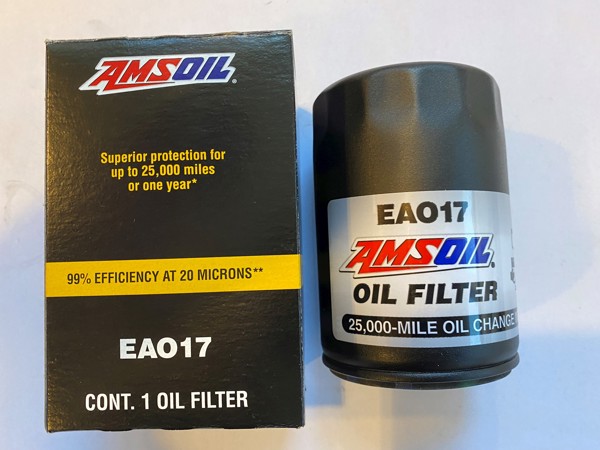 AMSOIL®
Superior protection for
up to 25,000 miles
or one year*
99% EFFICIENCY AT 20 MICRONS**
EAO17
CONT. 1 OIL FILTER
EAO17
AMSOIL®
OIL FILTER
25,000-MILE OIL CHANGE